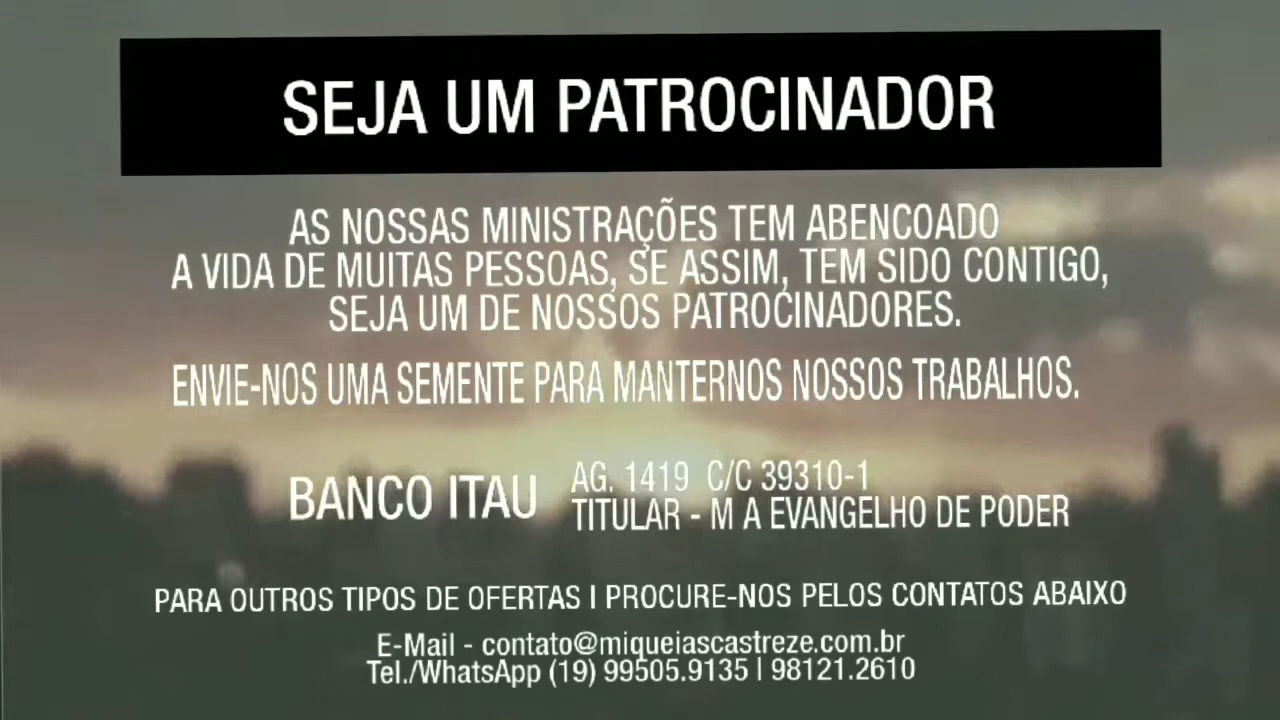 SEJA UM PATROCINADOR
AS NOSSAS MINISTRAÇÕES TEM ABENCOADO
A VIDA DE MUITAS PESSOAS, SE ASSIM, TEM SIDO CONTIGO,
SEJA UM DE NOSSOS PATROCINADORES.
ENVIE-NOS UMA SEMENTE PARA MANTERNOS NOSSOS TRABALHOS.
BANCO ITAU
AG. 1419 C/C 39310-1
TITULAR - M A EVANGELHO DE PODER
PARA OUTROS TIPOS DE OFERTAS I PROCURE-NOS PELOS CONTATOS ABAIXO
E-Mail - contato@miqueiascastreze.com.br
Tel./WhatsApp (19) 99505.9135 | 98121.2610